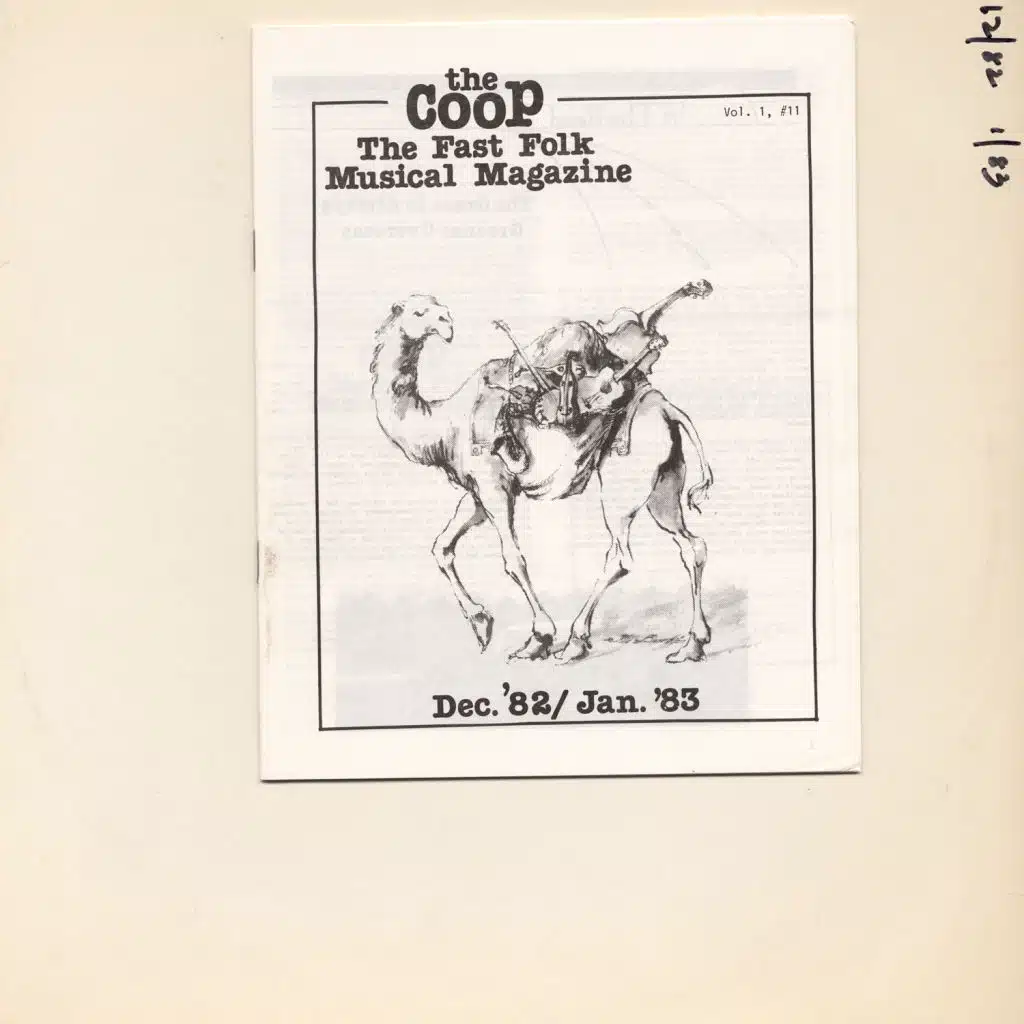 the
Coop
Vol. 1, #11
The Fast Folk
Musical Magazine
Dec. '82/ Jan. '83
12/82
1/83